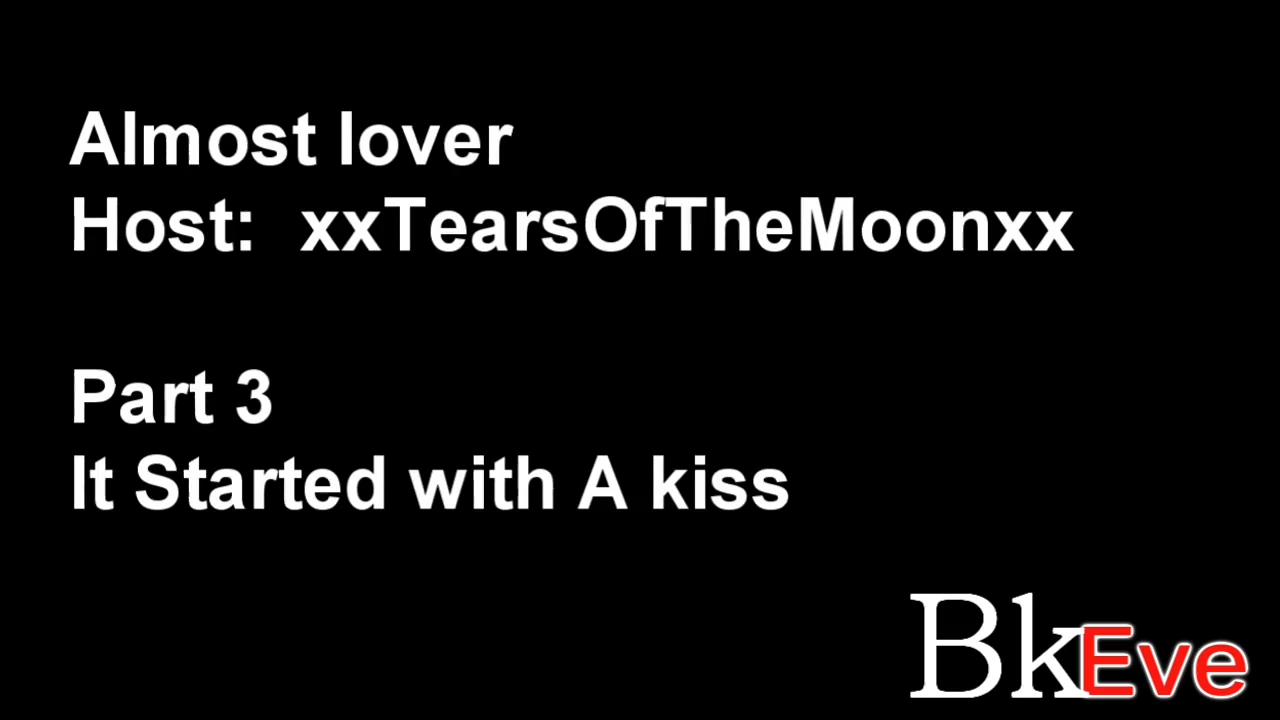 Almost lover
Host:  xxTearsOfTheMoonxx
Part 3
It Started with A kiss
BkEve